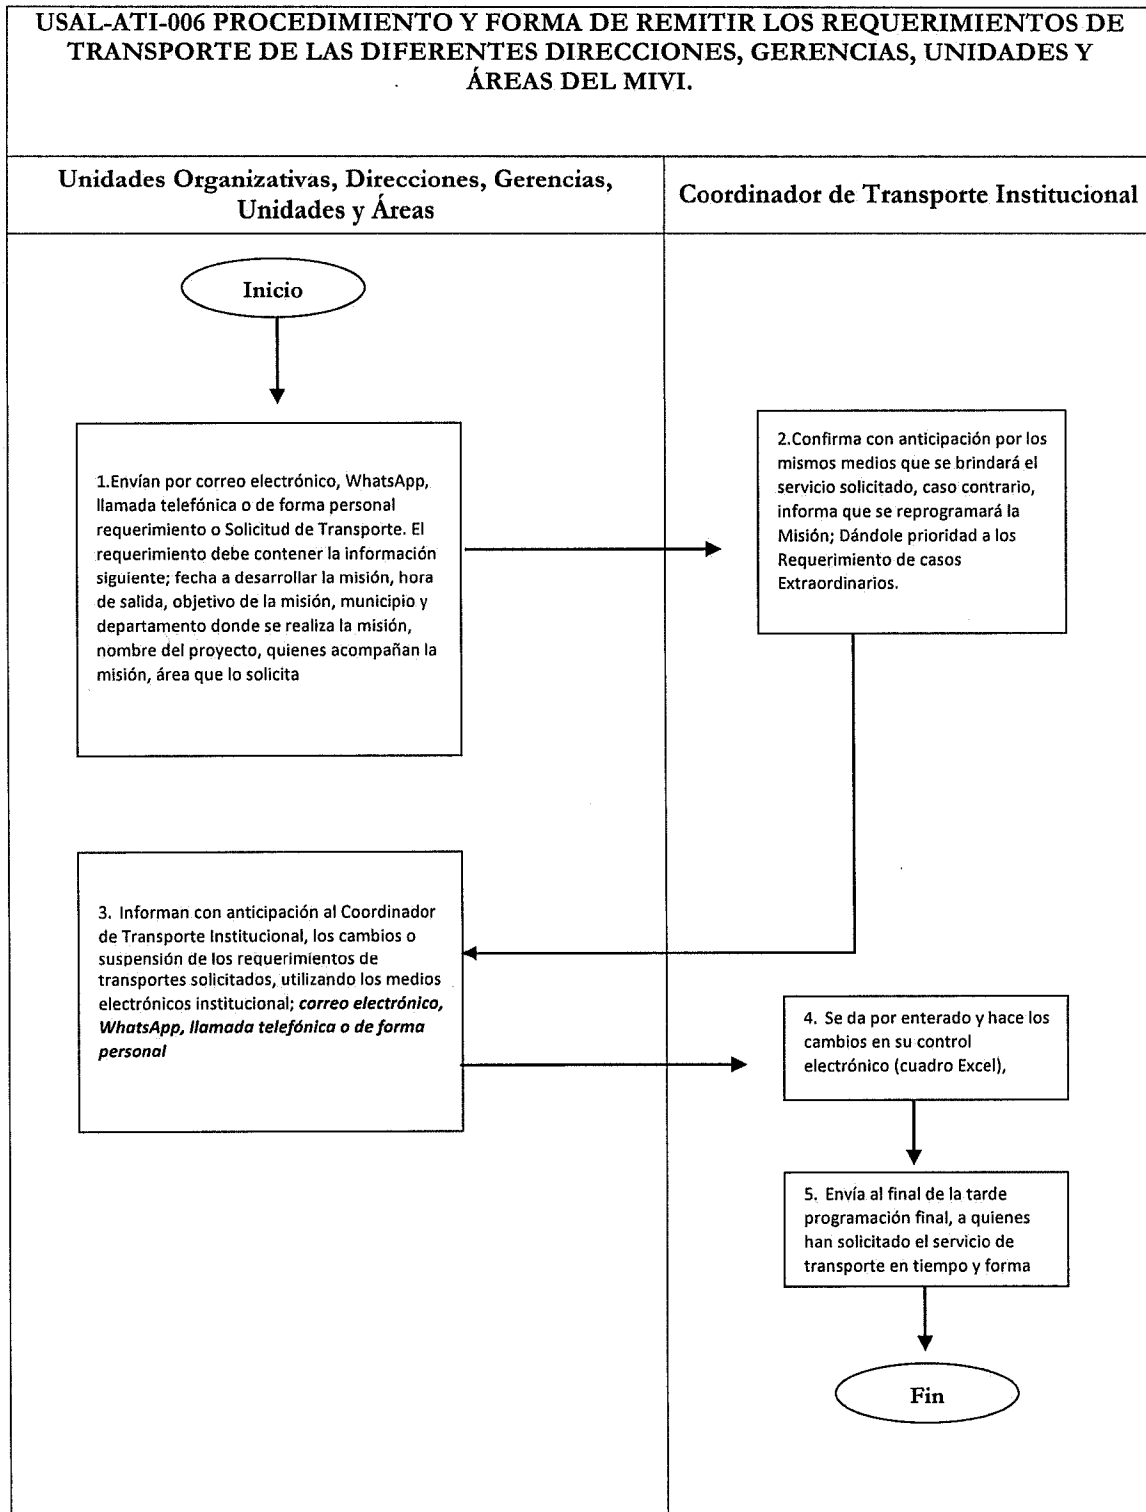 USAL-ATI-006 PROCEDIMIENTO Y FORMA DE REMITIR LOS REQUERIMIENTOS DE
TRANSPORTE DE LAS DIFERENTES DIRECCIONES, GERENCIAS, UNIDADES Y
ÁREAS DEL MIVI.
Unidades Organizativas, Direcciones, Gerencias,
Unidades y Áreas
Coordinador de Transporte Institucional
Inicio
1.Envían por correo electrónico, WhatsApp,
llamada telefónica o de forma personal
requerimiento o Solicitud de Transporte. El
requerimiento debe contener la información
siguiente; fecha a desarrollar la misión, hora
de salida, objetivo de la misión, municipio y
departamento donde se realiza la misión,
nombre del proyecto, quienes acompañan la
misión, área que lo solicita
2.Confirma con anticipación por los
mismos medios que se brindará el
servicio solicitado, caso contrario,
informa que se reprogramará la
Misión; Dándole prioridad a los
Requerimiento de casos
Extraordinarios.
3. Informan con anticipación al Coordinador
de Transporte Institucional, los cambios o
suspensión de los requerimientos de
transportes solicitados, utilizando los medios
electrónicos institucional; correo electrónico,
WhatsApp, llamada telefónica o de forma
personal
4. Se da por enterado y hace los
cambios en su control
electrónico (cuadro Excel),
5. Envía al final de la tarde
programación final, a quienes
han solicitado el servicio de
transporte en tiempo y forma
Fin